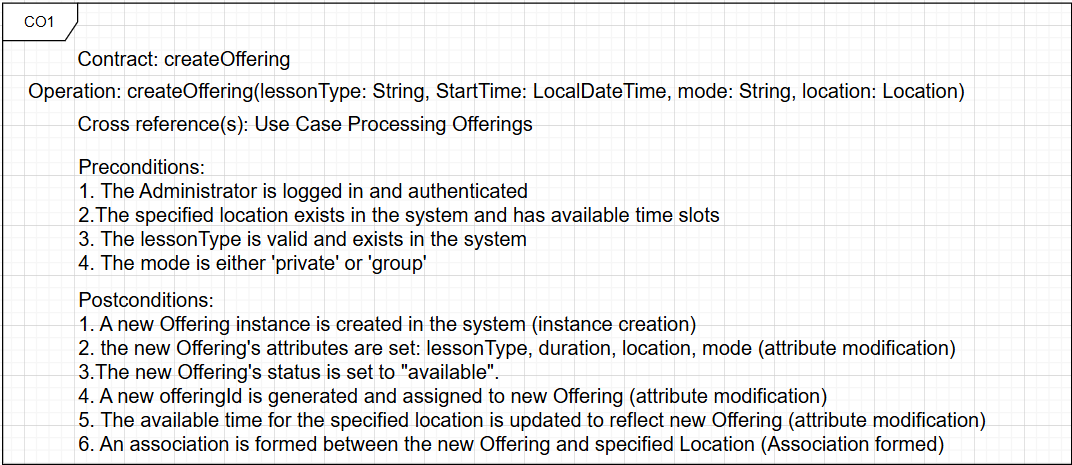 CO1
Contract: createOffering
Operation: createOffering(lessonType: String, StartTime: LocalDateTime, mode: String, location: Location)
Cross reference(s): Use Case Processing Offerings
Preconditions:
1. The Administrator is logged in and authenticated
2.The specified location exists in the system and has available time slots
3. The lessonType is valid and exists in the system
4. The mode is either 'private' or 'group'
Postconditions:
1. A new Offering instance is created in the system (instance creation)
2. the new Offering's attributes are set: lessonType, duration, location, mode (attribute modification)
3.The new Offering's status is set to "available".
4. A new offeringId is generated and assigned to new Offering (attribute modification)
5. The available time for the specified location is updated to reflect new Offering (attribute modification)
6. An association is formed between the new Offering and specified Location (Association formed)